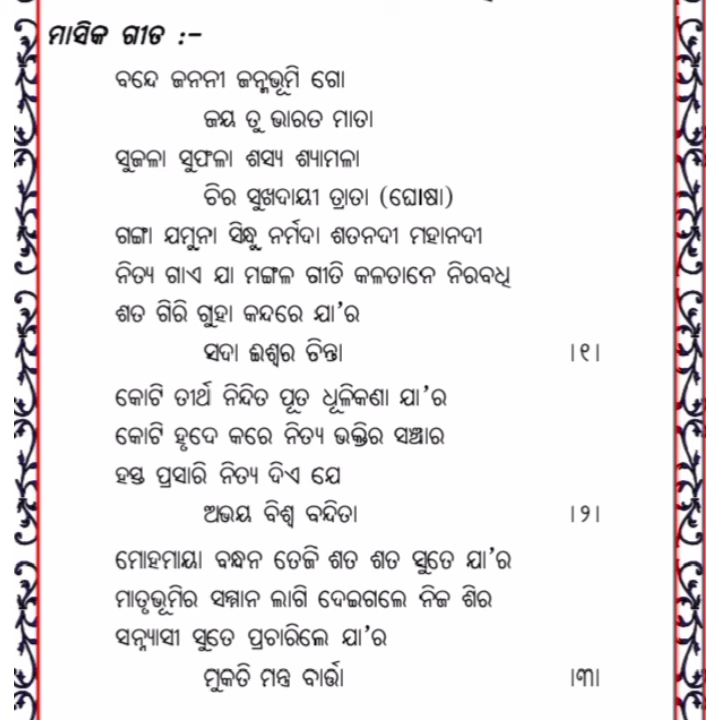 ମାସିକ ଗୀତ :-
ବନ୍ଦେ ଜନନୀ ଜନ୍ମଭୂମି ଗୋ
ଜୟ ତୁ ଭାରତ ମାତା
ସୁଜଳା ସୁଫଳା ଶସ୍ୟ ଶ୍ୟାମଳା
ଚିର ସୁଖଦାୟୀ ତ୍ରାତା (ଘୋଷା)
ଗଙ୍ଗା ଯମୁନା ସିନ୍ଧୁ ନର୍ମଦା ଶତନଦୀ ମହାନଦୀ
ନିତ୍ୟ ଗାଏ ଯା ମଙ୍ଗଳ ଗୀତି କଳତାନେ ନିରବଧି
ଶତ ଗିରି ଗୁହା କନ୍ଦରେ ଯା’ର
ସଦା ଈଶ୍ୱର ଚିନ୍ତା ।୧।
କୋଟି ତୀର୍ଥ ନିନ୍ଦିତ ପୂତ ଧୂଳିକଣା ଯା’ର
କୋଟି ହୃଦେ କରେ ନିତ୍ୟ ଭକ୍ତିର ସଞ୍ଚାର
ହସ୍ତ ପ୍ରସାରି ନିତ୍ୟ ଦିଏ ଯେ
ଅଭୟ ବିଶ୍ୱ ବନ୍ଦିତା ।୨।
ମୋହମାୟା ବନ୍ଧନ ତେଜି ଶତ ଶତ ସୁତେ ଯା’ର
ମାତୃଭୂମିର ସମ୍ମାନ ଲାଗି ଦେଇଗଲେ ନିଜ ଶିର
ସନ୍ନ୍ୟାସୀ ସୁତେ ପ୍ରଚାରିଲେ ଯା’ର
ମୁକତି ମନ୍ତ୍ର ବାର୍ତ୍ତା ।୩।